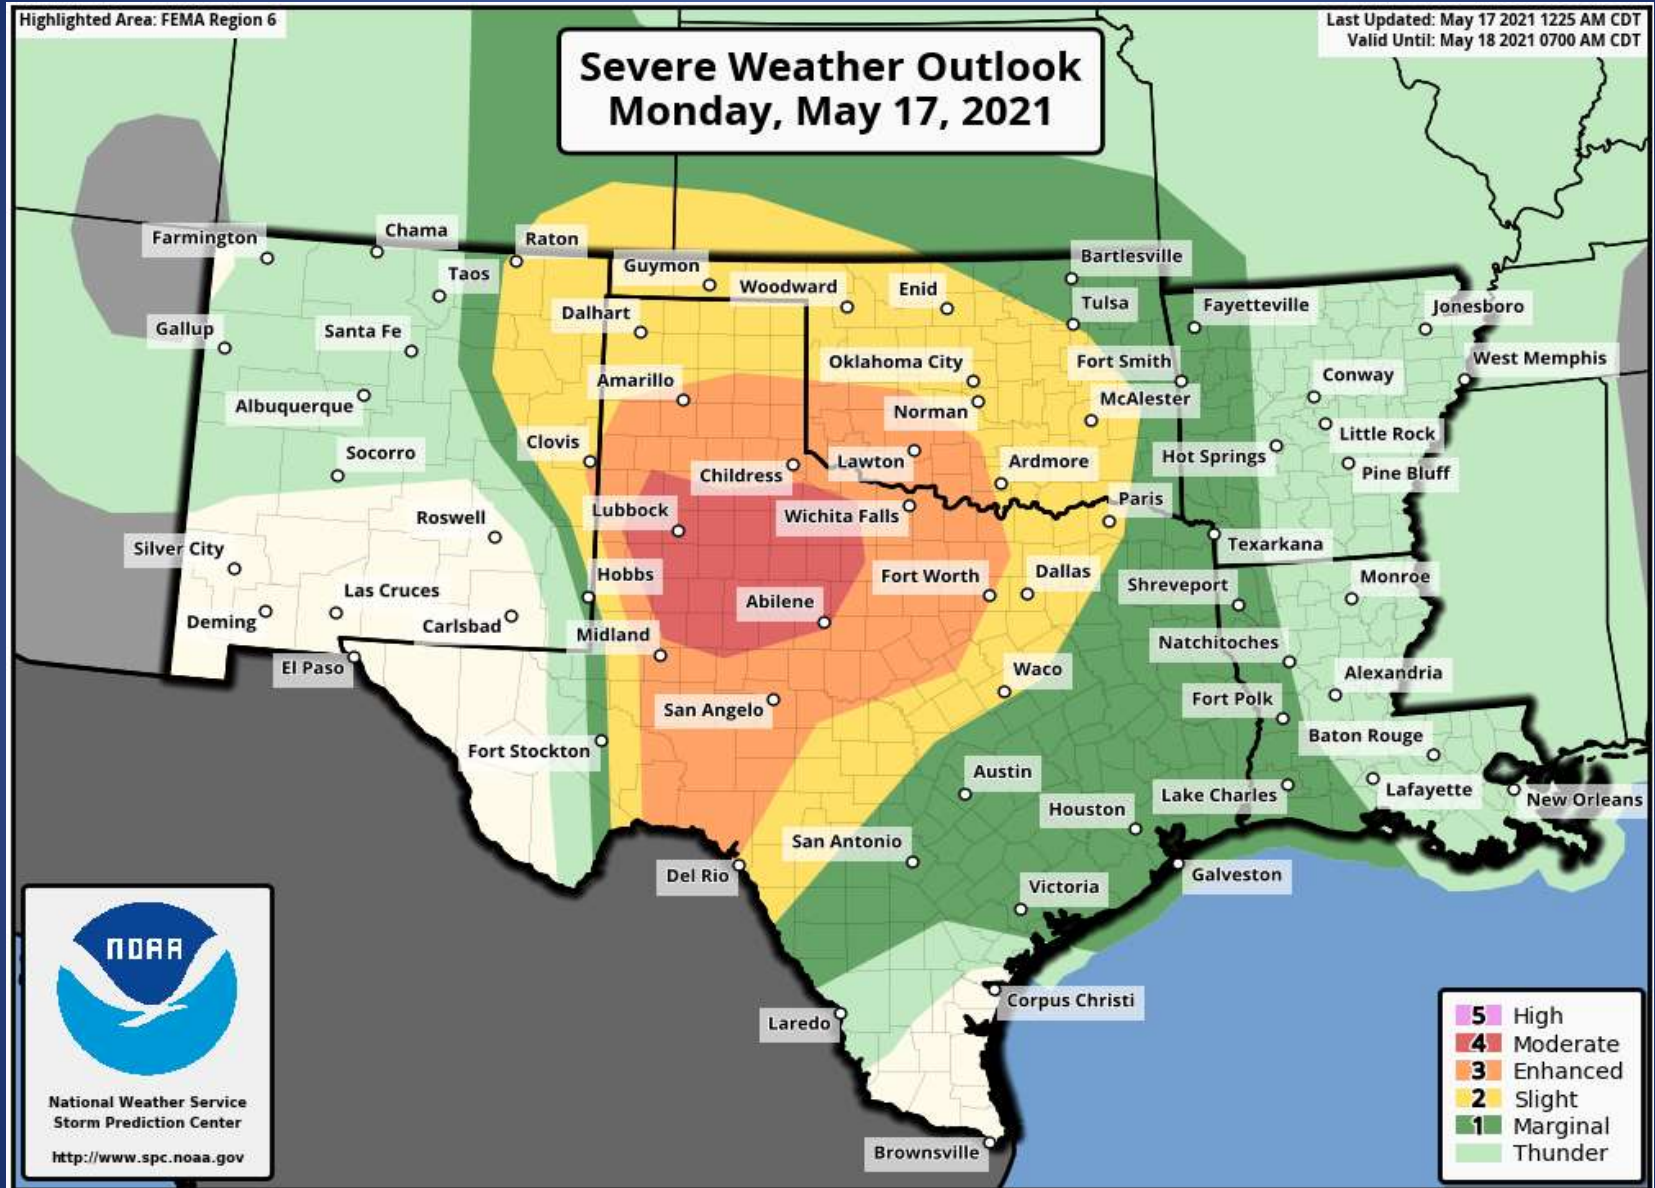 Highlighted Area: FEMA Region 6
Last Updated: May 17 2021 1225 AM CDT
Valid Until: May 18 2021 0700 AM CDT
Severe Weather Outlook
Monday, May 17, 2021
Farmington
Chama
Raton
Taos
Guymon
Woodward
Enid
Bartlesville
Tulsa
Fayetteville
Jonesboro
Gallup
Santa Fe
Dalhart
Oklahoma City
Fort Smith
West Memphis
Albuquerque
Amarillo
Norman
McAlester
Conway
Clovis
Socorro
Childress
Lawton
Ardmore
Hot Springs
Little Rock
Pine Bluff
Roswell
Lubbock
Wichita Falls
Paris
Texarkana
Silver City
Las Cruces
Hobbs
Fort Worth
Dallas
Shreveport
Monroe
Deming
Carlsbad
Abilene
Midland
El Paso
Natchitoches
San Angelo
Waco
Alexandria
Fort Polk
Fort Stockton
Baton Rouge
Austin
Houston
Lake Charles
Lafayette
New Orleans
San Antonio
Del Rio
Victoria
Galveston
Corpus Christi
Laredo
Brownsville
NOAA
National Weather Service
Storm Prediction Center
http://www.spc.noaa.gov
5 High
4 Moderate
3 Enhanced
2 Slight
1 Marginal
Thunder